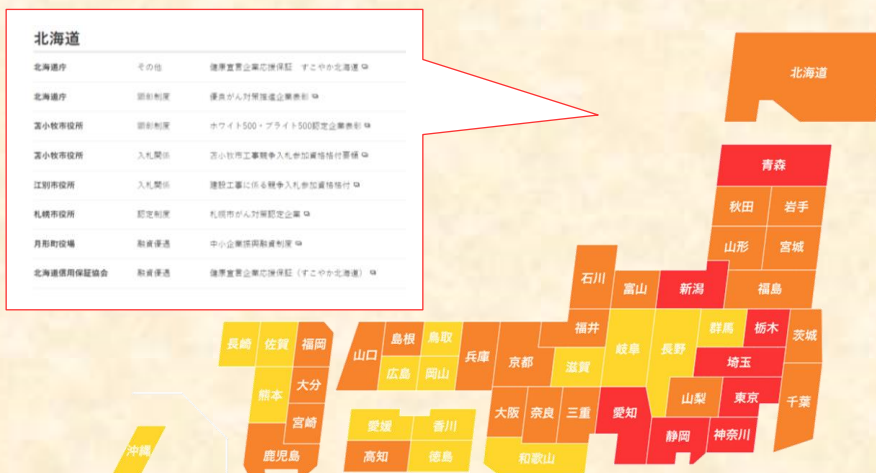 北海道
北海道庁 その他 健康宣言企業応援保証 すこやか北海道
北海道庁 顕彰制度 優良がん対策推進企業表彰
苫小牧市役所 顕彰制度 ホワイト500・ブライト500認定企業表彰
苫小牧市役所 入札関係 苫小牧市工事競争入札参加資格格付要領
江別市役所 入札関係 建設工事に係る競争入札参加資格格付
札幌市役所 認定制度 札幌市がん対策認定企業
月形町役場 融資優遇 中小企業振興融資制度
北海道信用保証協会 融資優遇 健康宣言企業応援保証（すこやか北海道）
北海道
青森
秋田 岩手
山形 宮城
石川 富山 新潟 福島
長崎 佐賀 福岡 山口 島根 鳥取 兵庫 京都 福井 岐阜 長野 群馬 栃木 茨城
広島 岡山 滋賀 埼玉
熊本 大分 山梨 東京 千葉
宮崎 愛媛 香川 大阪 奈良 三重 愛知 静岡 神奈川
沖縄 鹿児島 高知 徳島 和歌山